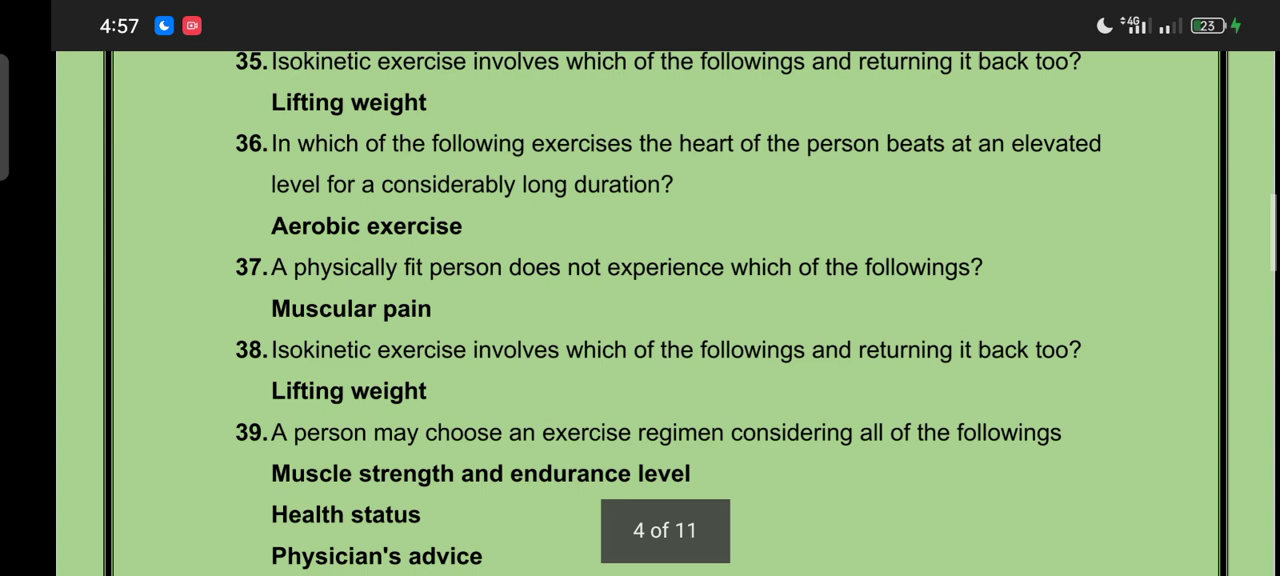 4:57
4G
23
35. Isokinetic exercise involves which of the followings and returning it back too?
Lifting weight
36. In which of the following exercises the heart of the person beats at an elevated
level for a considerably long duration?
Aerobic exercise
37. A physically fit person does not experience which of the followings?
Muscular pain
38. Isokinetic exercise involves which of the followings and returning it back too?
Lifting weight
39. A person may choose an exercise regimen considering all of the followings
Muscle strength and endurance level
Health status
4 of 11
Physician's advice